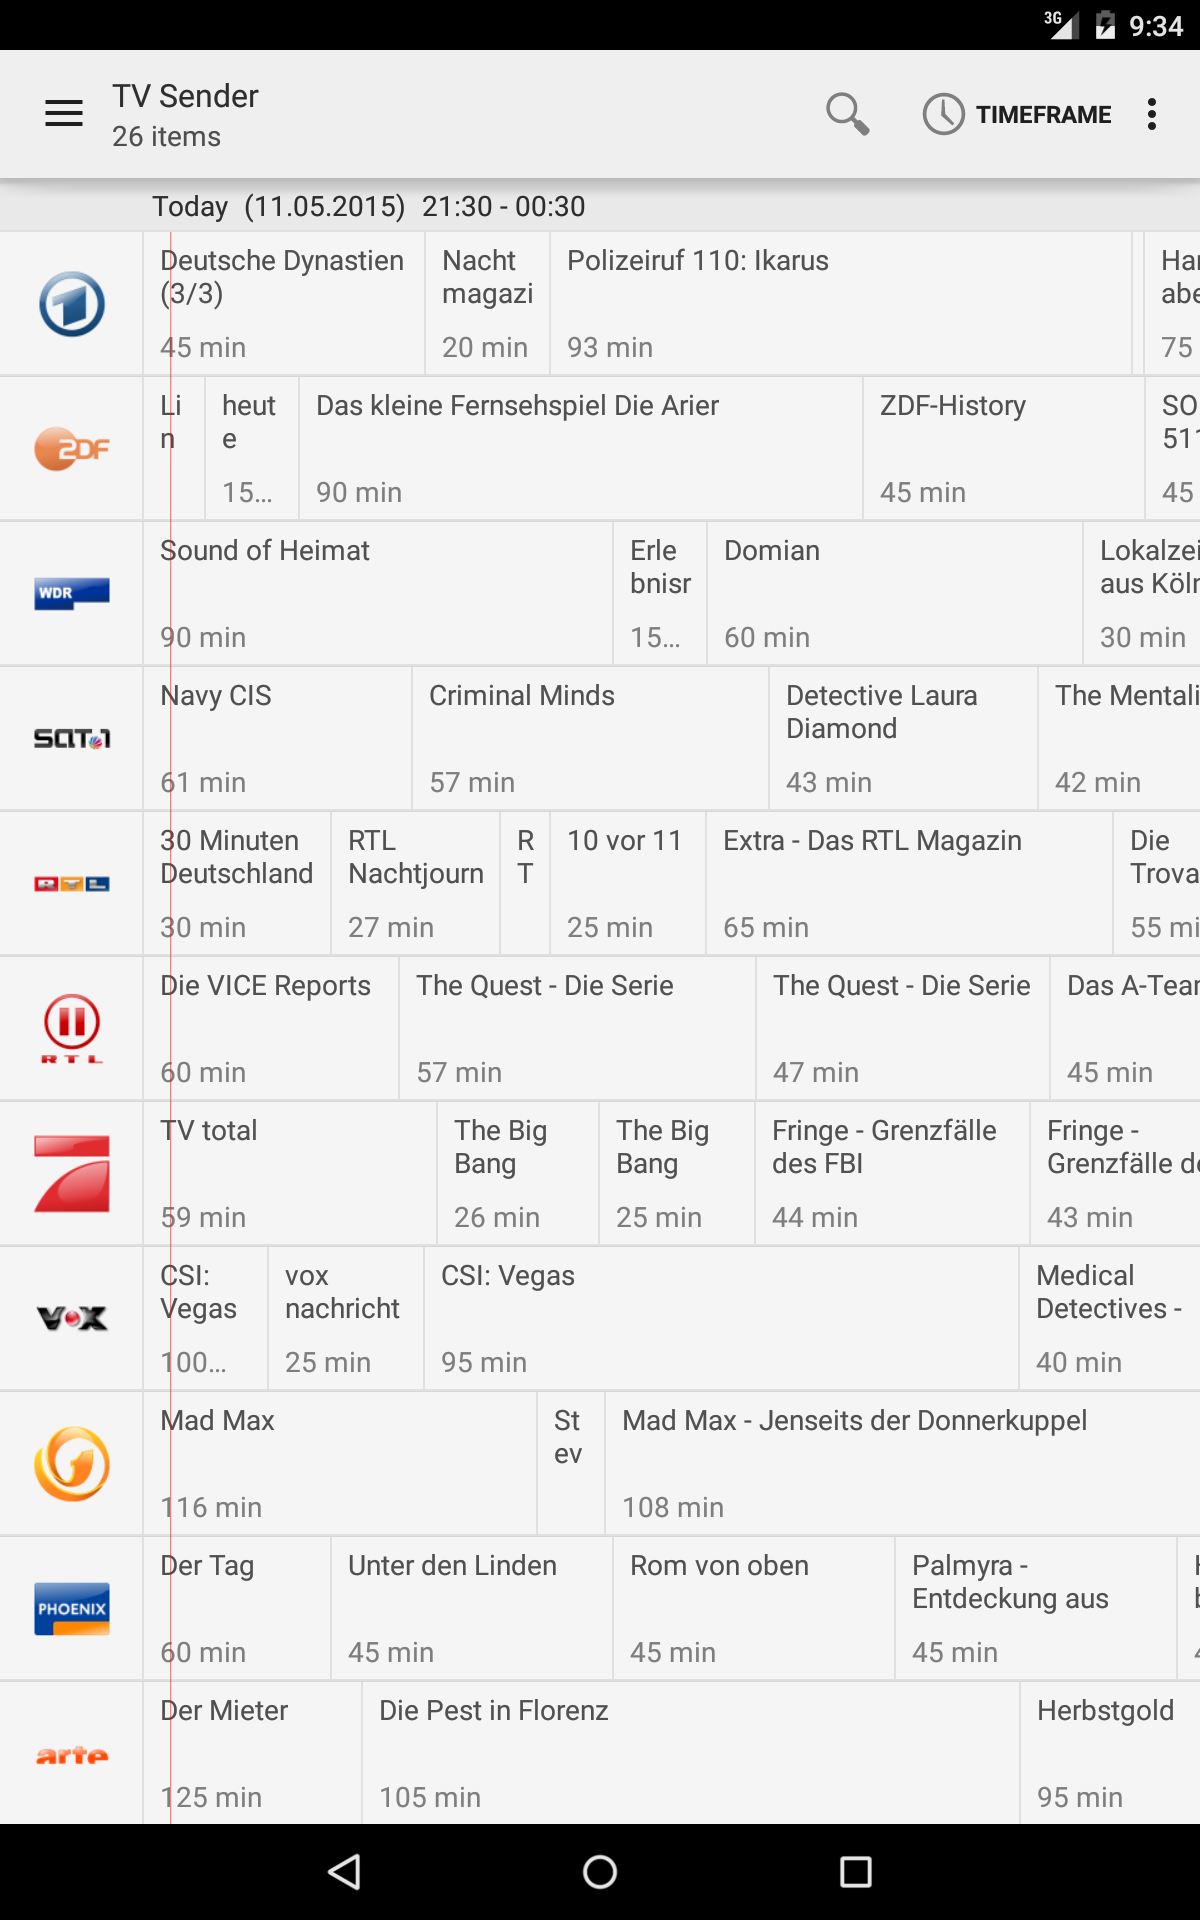 3G 9:34
TV Sender
26 items
TIMEFRAME
Today (11.05.2015) 21:30 - 00:30
Deutsche Dynastien
(3/3)
45 min
Nacht
magazi
20 min
Polizeiruf 110: Ikarus
93 min
Har
abe
75
ZDF
Li
n
heut
e
15...
Das kleine Fernsehspiel Die Arier
90 min
ZDF-History
45 min
SO
511
45
WDR
Sound of Heimat
90 min
Erle
bnisr
15...
Domian
60 min
Lokalzei
aus Köln
30 min
SAT.1
Navy CIS
61 min
Criminal Minds
57 min
Detective Laura
Diamond
43 min
The Mentali
42 min
RTL
30 Minuten
Deutschland
30 min
RTL
Nachtjourn
27 min
R
T
10 vor 11
25 min
Extra - Das RTL Magazin
65 min
Die
Trova
55 mi
RTL
Die VICE Reports
60 min
The Quest - Die Serie
57 min
The Quest - Die Serie
47 min
Das A-Tear
45 min
TV total
59 min
The Big
Bang
26 min
The Big
Bang
25 min
Fringe - Grenzfälle
des FBI
44 min
Fringe -
Grenzfälle de
43 min
VOX
CSI:
Vegas
100...
vox
nachricht
25 min
CSI: Vegas
95 min
Medical
Detectives -
40 min
Mad Max
116 min
St
ev
Mad Max - Jenseits der Donnerkuppel
108 min
PHOENIX
Der Tag
60 min
Unter den Linden
45 min
Rom von oben
45 min
Palmyra -
Entdeckung aus
45 min
arte
Der Mieter
125 min
Die Pest in Florenz
105 min
Herbstgold
95 min